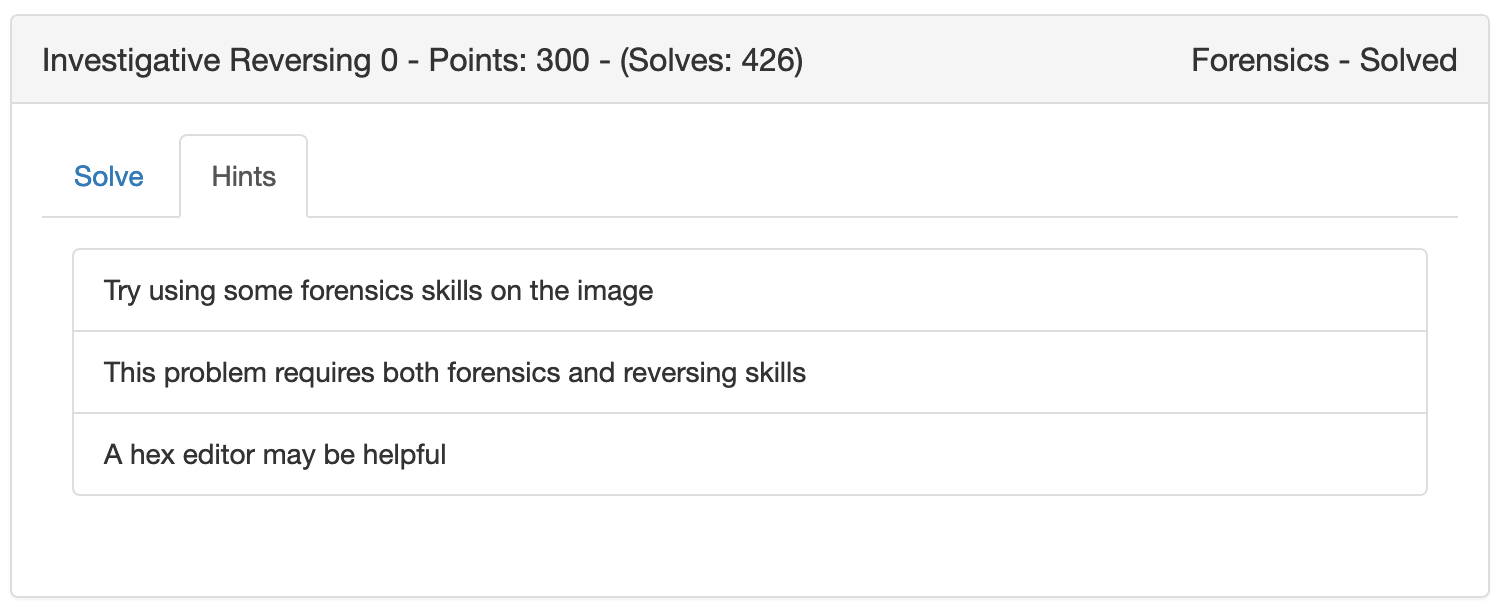 Investigative Reversing 0 - Points: 300 - (Solves: 426)
Forensics - Solved
Solve
Hints
Try using some forensics skills on the image
This problem requires both forensics and reversing skills
A hex editor may be helpful